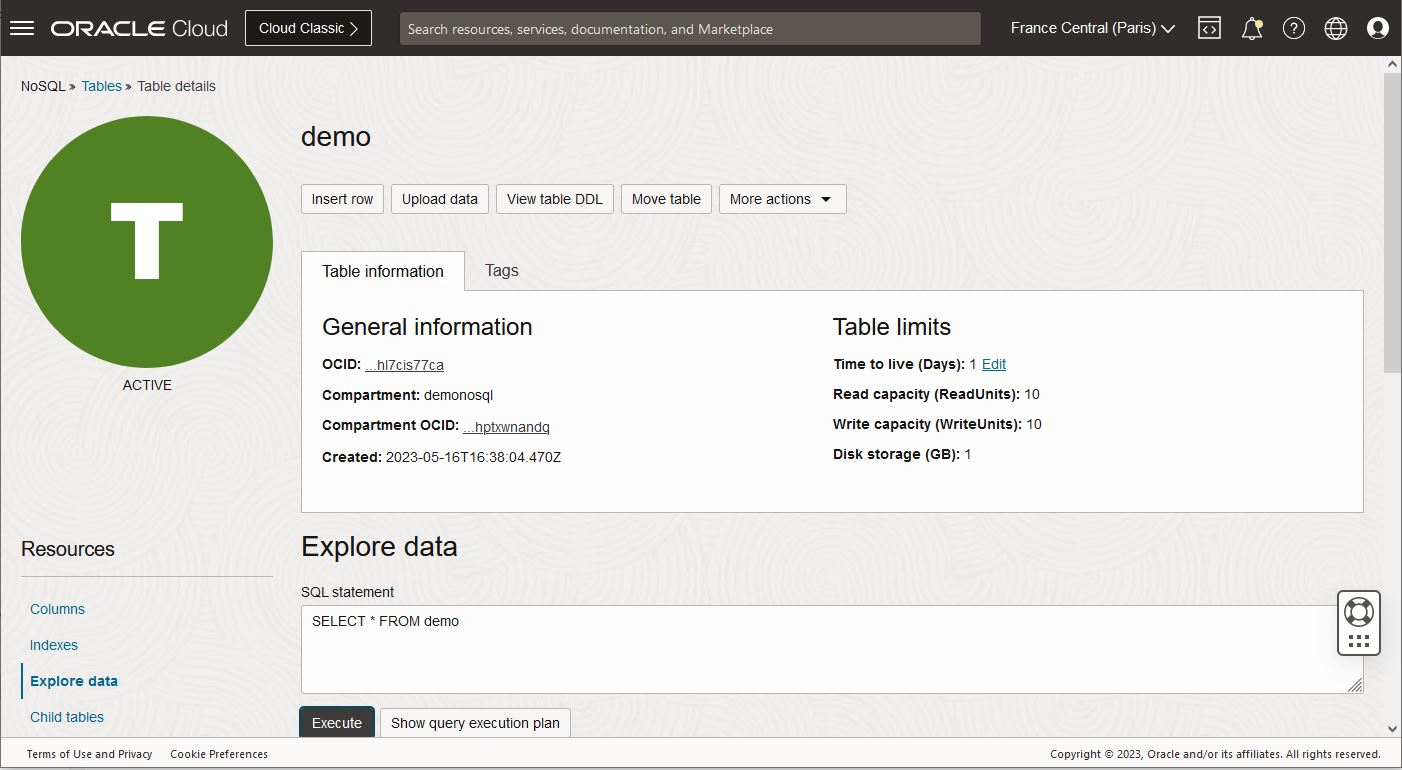 ORACLE Cloud
Cloud Classic
Search resources, services, documentation, and Marketplace
France Central (Paris)
NoSQL » Tables » Table details
T
ACTIVE
demo
Insert row
Upload data
View table DDL
Move table
More actions
Table information
Tags
General information
OCID: ...hl7cis77ca
Compartment: demonosql
Compartment OCID: ...hptxwnandq
Created: 2023-05-16T16:38:04.470Z
Table limits
Time to live (Days): 1 Edit
Read capacity (ReadUnits): 10
Write capacity (WriteUnits): 10
Disk storage (GB): 1
Resources
Columns
Indexes
Explore data
Child tables
Explore data
SQL statement
SELECT * FROM demo
Execute
Show query execution plan
Terms of Use and Privacy
Cookie Preferences
Copyright © 2023, Oracle and/or its affiliates. All rights reserved.